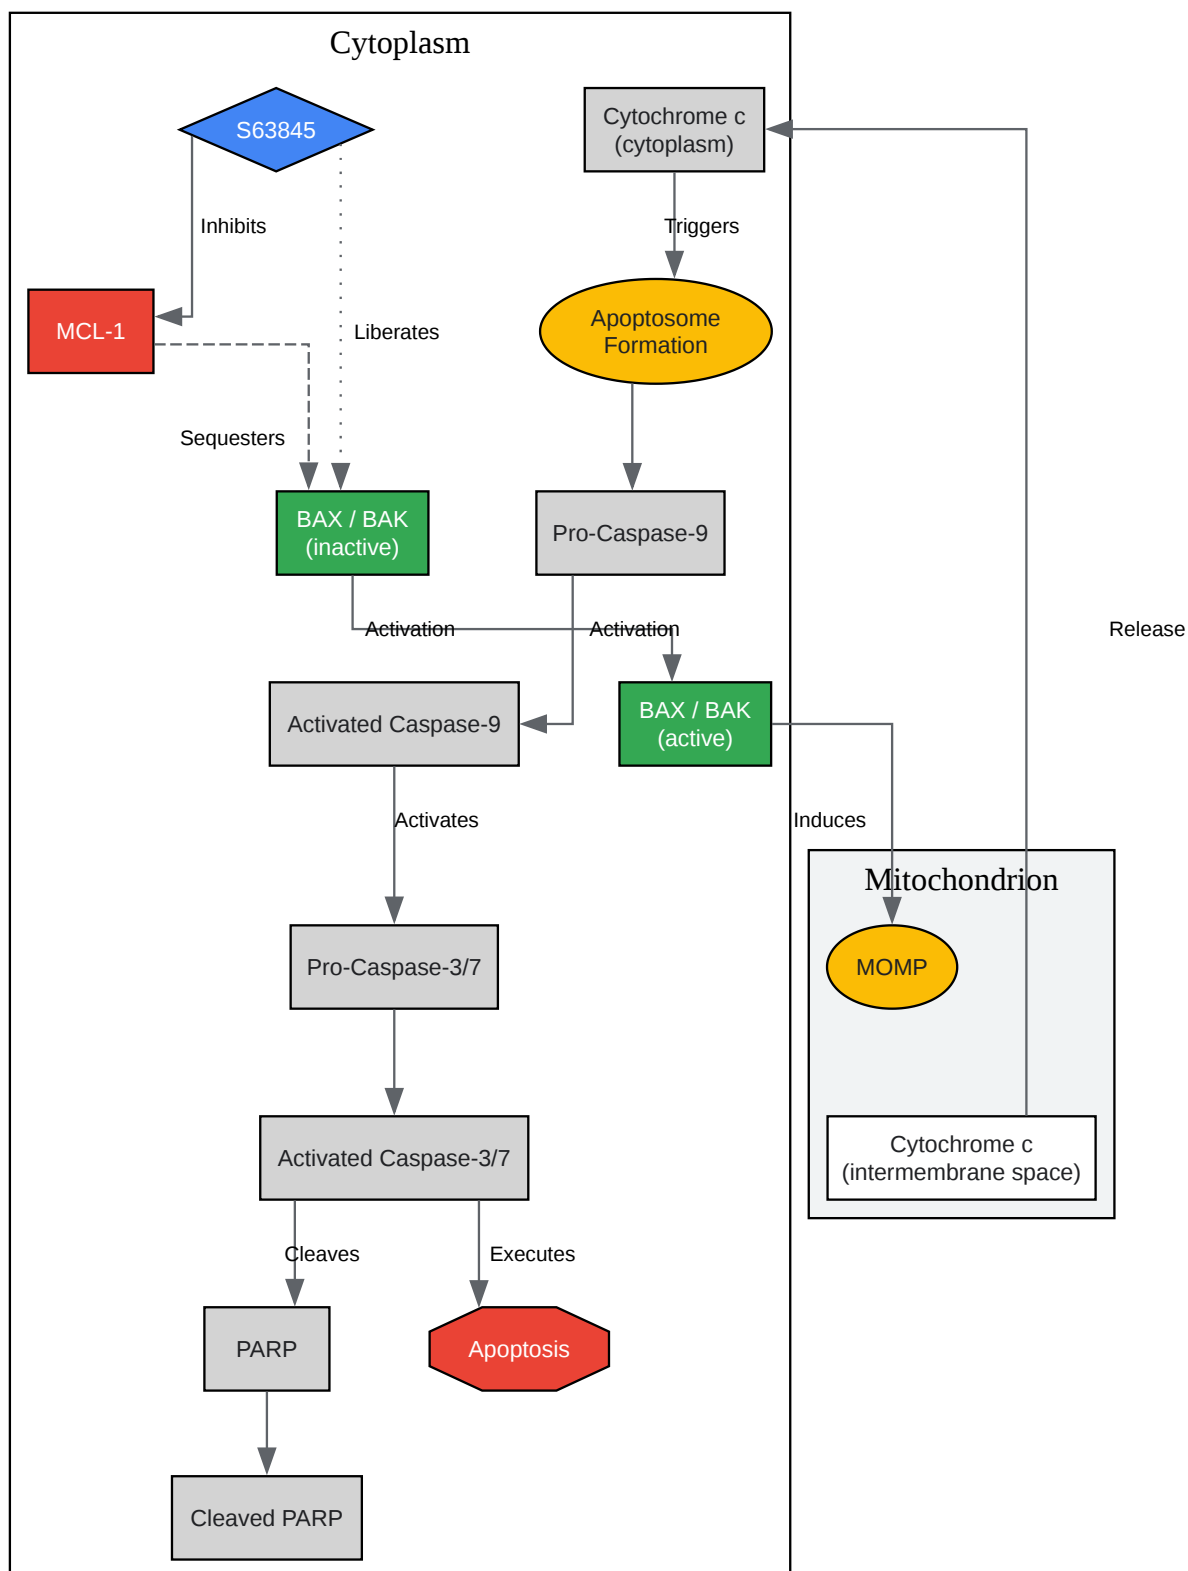 Cytoplasm
S63845
Cytochrome c
(cytoplasm)
Inhibits
Triggers
MCL-1
Liberates
Apoptosome
Formation
Sequesters
BAX / BAK
(inactive)
Pro-Caspase-9
Activation
Activation
Release
Activated Caspase-9
BAX / BAK
(active)
Activates
Induces
Mitochondrion
Pro-Caspase-3/7
MOMP
Activated Caspase-3/7
Cytochrome c
(intermembrane space)
Cleaves
Executes
PARP
Apoptosis
Cleaved PARP